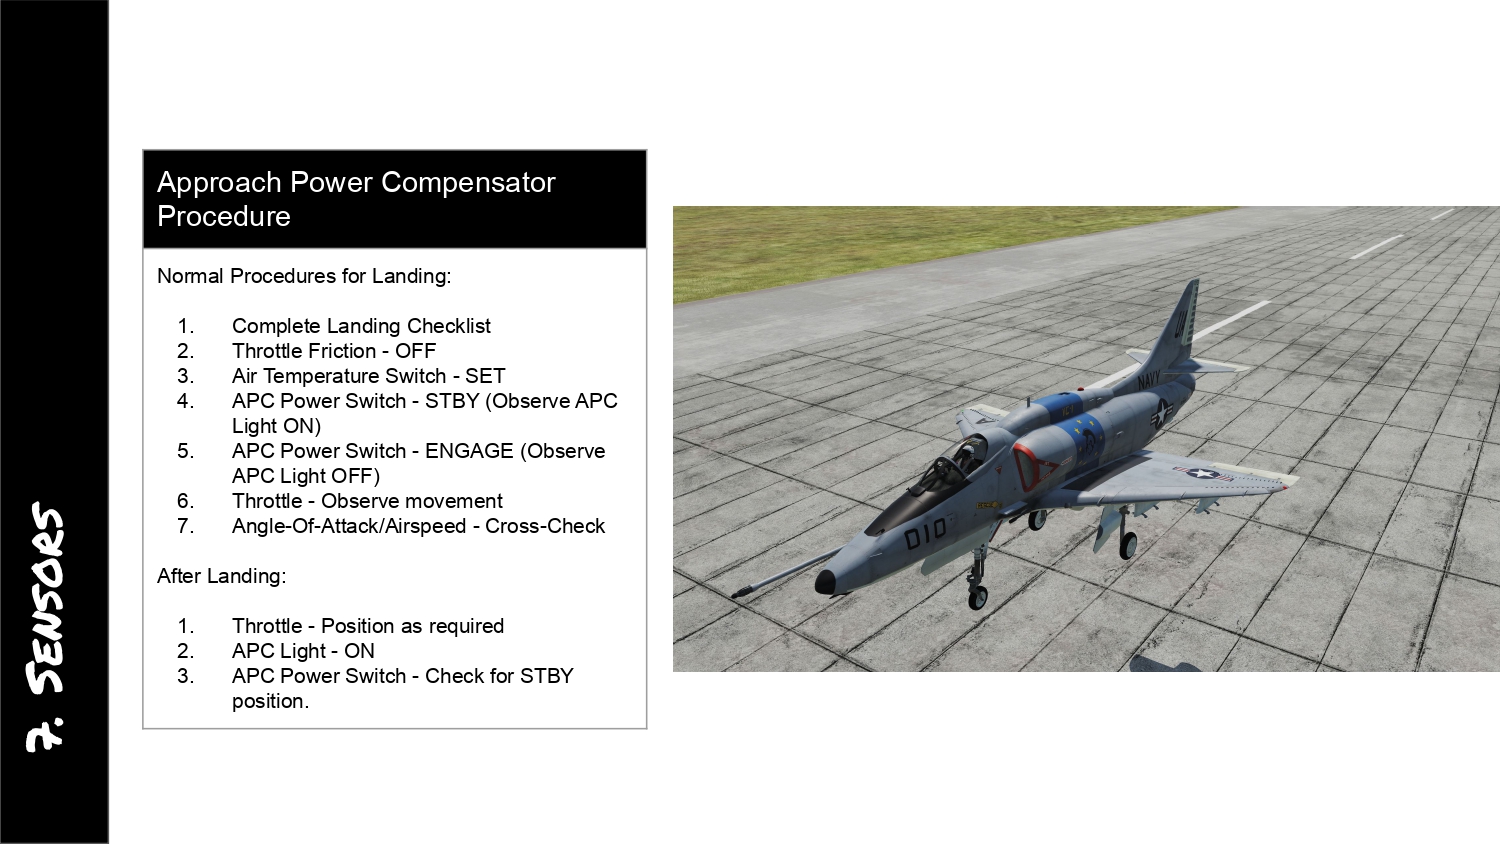 7. SENSORS
Approach Power Compensator
Procedure
Normal Procedures for Landing:
1. Complete Landing Checklist
2. Throttle Friction - OFF
3. Air Temperature Switch - SET
4. APC Power Switch - STBY (Observe APC
Light ON)
5. APC Power Switch - ENGAGE (Observe
APC Light OFF)
6. Throttle - Observe movement
7. Angle-Of-Attack/Airspeed - Cross-Check
After Landing:
1. Throttle - Position as required
2. APC Light - ON
3. APC Power Switch - Check for STBY
position.
NAVY
010